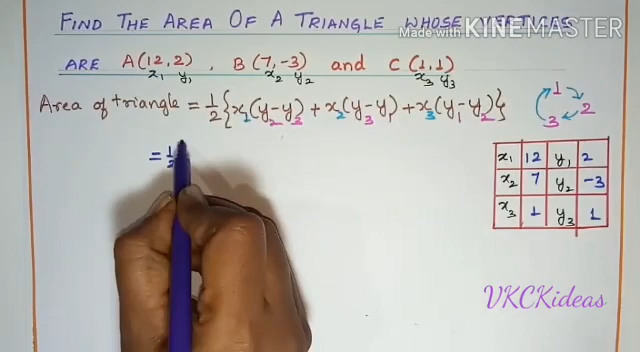 FIND THE AREA OF A TRIANGLE WHOSE VERTICES
Made with KINEMASTER
ARE A(12,2) , B(7,-3) and C(1,1)
x₁ y₁ x₂ y₂ x₃ y₃
Area of triangle = 1/2 {x₁(y₂-y₃) + x₂(y₃-y₁) + x₃(y₁-y₂)}
1 2 3
= 1/2
x₁ 12 y₁ 2
x₂ 7 y₂ -3
x₃ 1 y₃ 1
VKCKideas